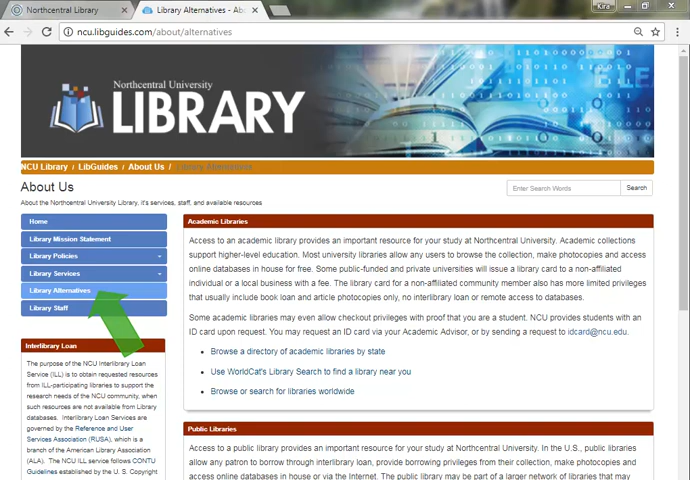 Northcentral Library
Library Alternatives - Abo
Kira
ncu.libguides.com/about/alternatives
Northcentral University
LIBRARY
NCU Library / LibGuides / About Us / Library Alternatives
About Us
About the Northcentral University Library, it's services, staff, and available resources
Enter Search Words
Search
Home
Library Mission Statement
Library Policies
Library Services
Library Alternatives
Library Staff
Interlibrary Loan
The purpose of the NCU Interlibrary Loan
Service (ILL) is to obtain requested resources
from ILL-participating libraries to support the
research needs of the NCU community, when
such resources are not available from Library
databases. Interlibrary Loan Services are
governed by the Reference and User
Services Association (RUSA), which is a
branch of the American Library Association
(ALA). The NCU ILL service follows CONTU
Guidelines established by the U. S. Copyright
Academic Libraries
Access to an academic library provides an important resource for your study at Northcentral University. Academic collections
support higher-level education. Most university libraries allow any users to browse the collection, make photocopies and
access online databases in house for free. Some public-funded and private universities will issue a library card to a non-affiliated
individual or a local business with a fee. The library card for a non-affiliated community member also has more limited privileges
that usually include book loan and article photocopies only, no interlibrary loan or remote access to databases.
Some academic libraries may even allow checkout privileges with proof that you are a student. NCU provides students with an
ID card upon request. You may request an ID card via your Academic Advisor, or by sending a request to idcard@ncu.edu.
Browse a directory of academic libraries by state
Use WorldCat's Library Search to find a library near you
Browse or search for libraries worldwide
Public Libraries
Access to a public library provides an important resource for your study at Northcentral University. In the U.S., public libraries
allow any patron to borrow through interlibrary loan, provide borrowing privileges from their collection, make photocopies and
access online databases in house or via the Internet. The public library may be part of a larger network of libraries that may